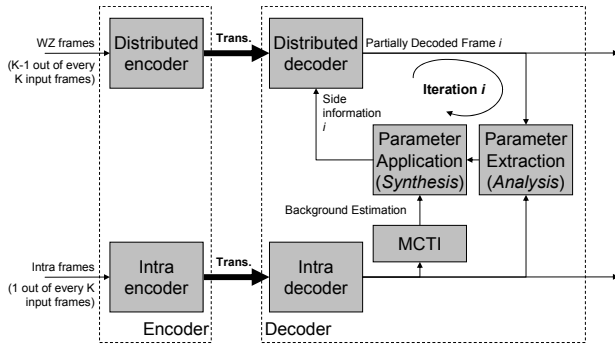 WZ frames
(K-1 out of every
K input frames)
Distributed
encoder
Trans.
Distributed
decoder
Partially Decoded Frame i
Iteration i
Side
information
i
Parameter
Application
(Synthesis)
Parameter
Extraction
(Analysis)
Background Estimation
MCTI
Intra frames
(1 out of every K
input frames)
Intra
encoder
Trans.
Intra
decoder
Encoder
Decoder